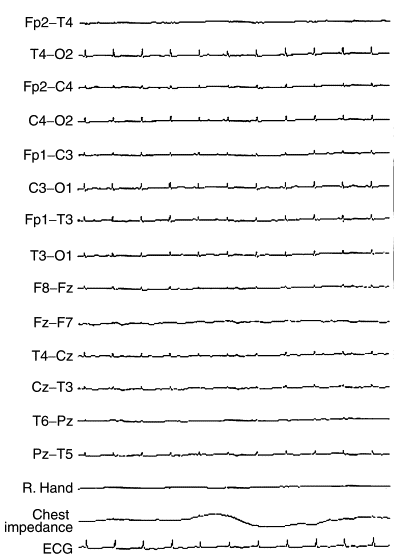 Fp2–T4
T4–O2
Fp2–C4
C4–O2
Fp1–C3
C3–O1
Fp1–T3
T3–O1
F8–Fz
Fz–F7
T4–Cz
Cz–T3
T6–Pz
Pz–T5
R. Hand
Chest
impedance
ECG